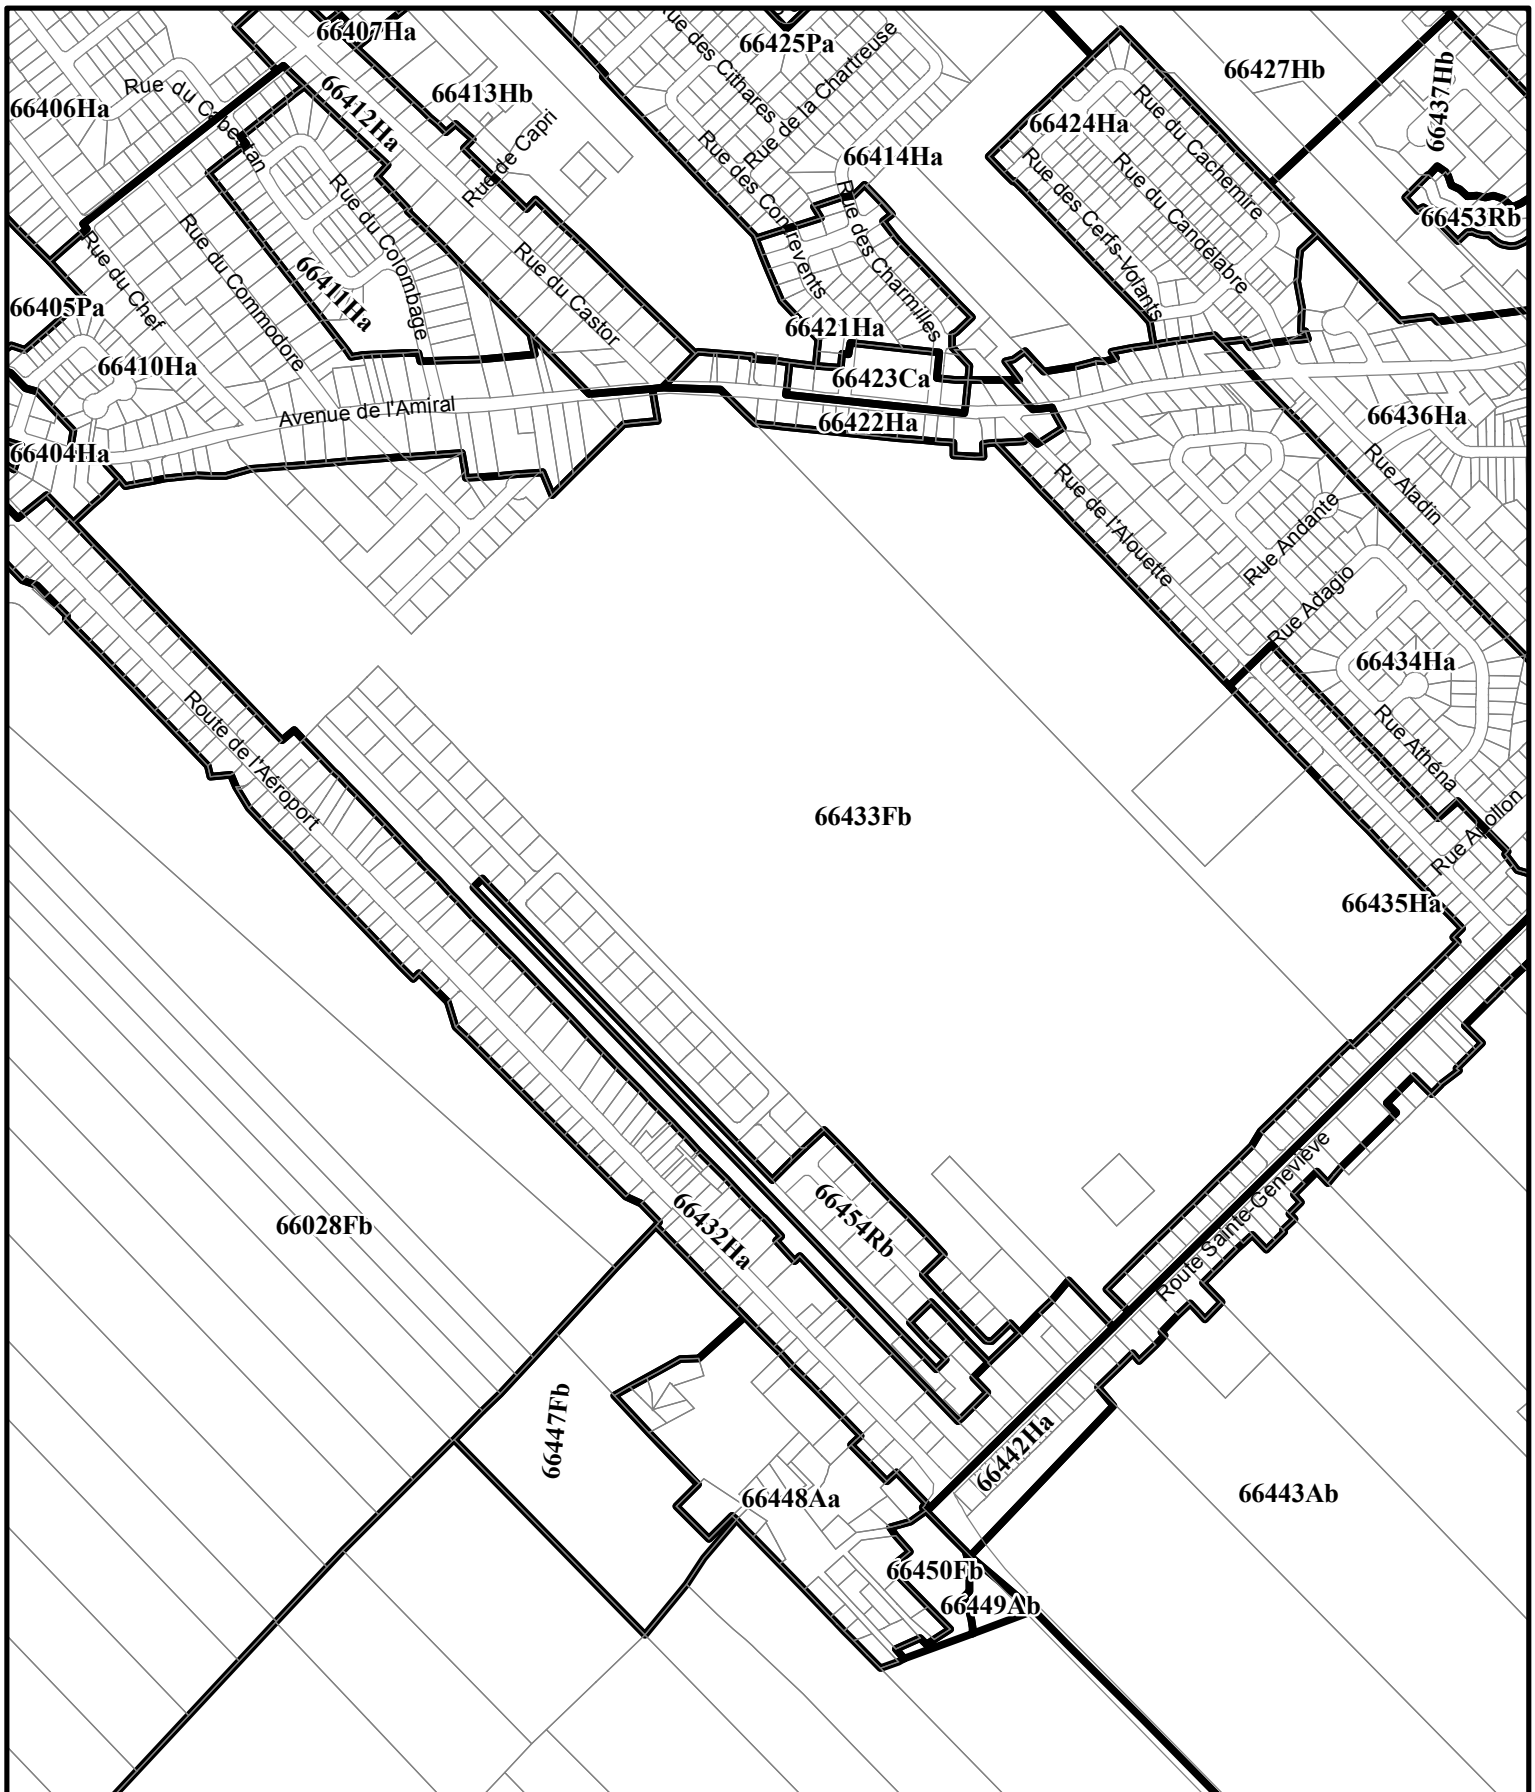 66407Ha
66425Pa
Rue des Cithares
Rue de la Chartreuse
66427Hb
66437Hb
66406Ha
Rue du Cabestan
66412Ha
66413Hb
Rue de Capri
66424Ha
Rue du Cachemire
66414Ha
Rue des Contrevents
Rue des Charmilles
Rue des Cerfs-Volants
Rue du Candélabre
66453Rb
Rue du Chef
Rue du Commodore
66411Ha
Rue du Colombage
Rue du Castor
66405Pa
66421Ha
66410Ha
66423Ca
66422Ha
Avenue de l'Amiral
66436Ha
66404Ha
Rue de l'Alouette
Rue Aladin
Rue Andante
Rue Adagio
66434Ha
Route de l'Aéroport
Rue Athéna
66433Fb
Rue Apollon
66435Ha
66028Fb
66432Ha
66454Rb
Route Sainte-Geneviève
66447Fb
66442Ha
66448Aa
66443Ab
66450Fb
66449Ab